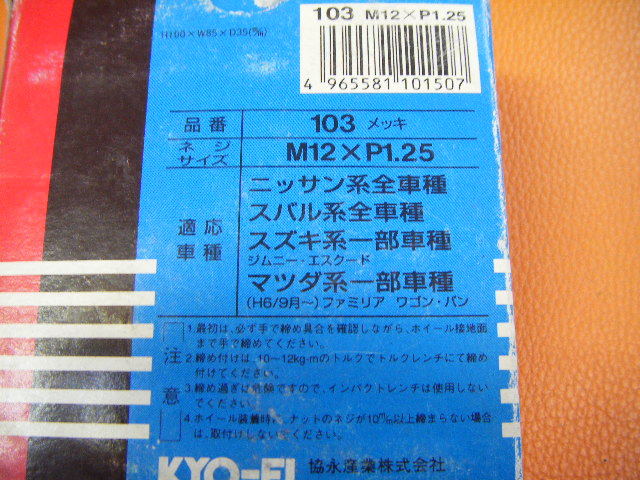 103 M12×P1.25
H100×W85×D35(㎜)
4 965581 101507
品番 103 メッキ
ネジサイズ M12×P1.25
適応車種
ニッサン系全車種
スバル系全車種
スズキ系一部車種
ジムニー・エスクード
マツダ系一部車種
(H6/9月〜)ファミリア ワゴン・バン
注意
1.最初は、必ず手で締め具合を確認しながら、ホイール接地面
まで手で締めてください。
2.締め付けは、10〜12kg-mのトルクでトルクレンチにて締め
付けてください。
3.締め過ぎは危険ですので、インパクトレンチは使用しない
でください。
4.ホイール装着時、ナットのネジが10㎜以上締まらない場合
は、取付けしないでください。
KYO-EI 協永産業株式会社